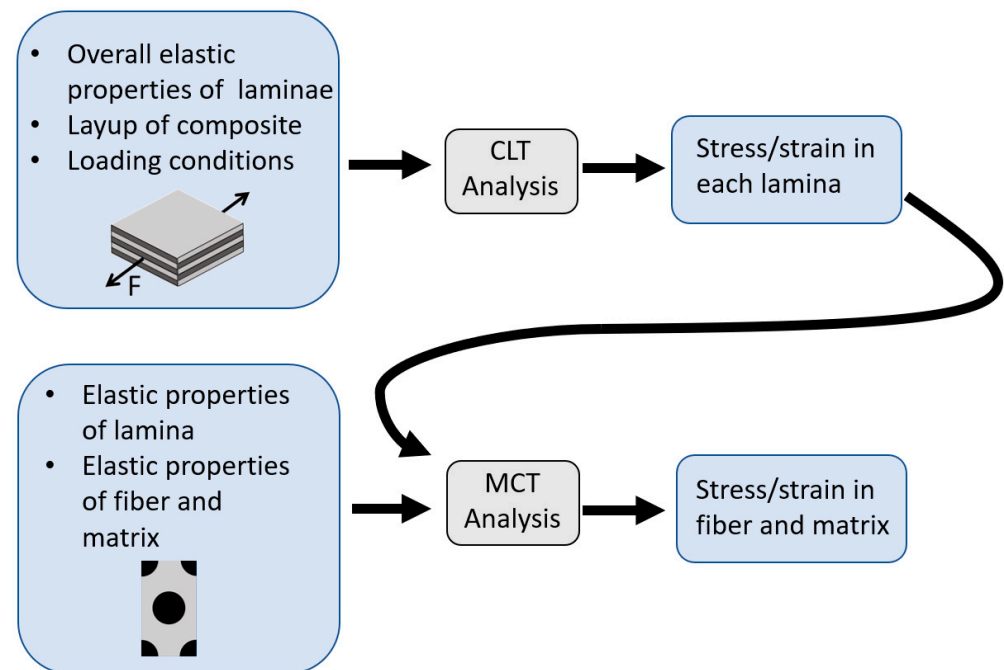 • Overall elastic
properties of laminae
• Layup of composite
• Loading conditions
F
CLT
Analysis
Stress/strain in
each lamina
• Elastic properties
of lamina
• Elastic properties
of fiber and
matrix
MCT
Analysis
Stress/strain in
fiber and matrix